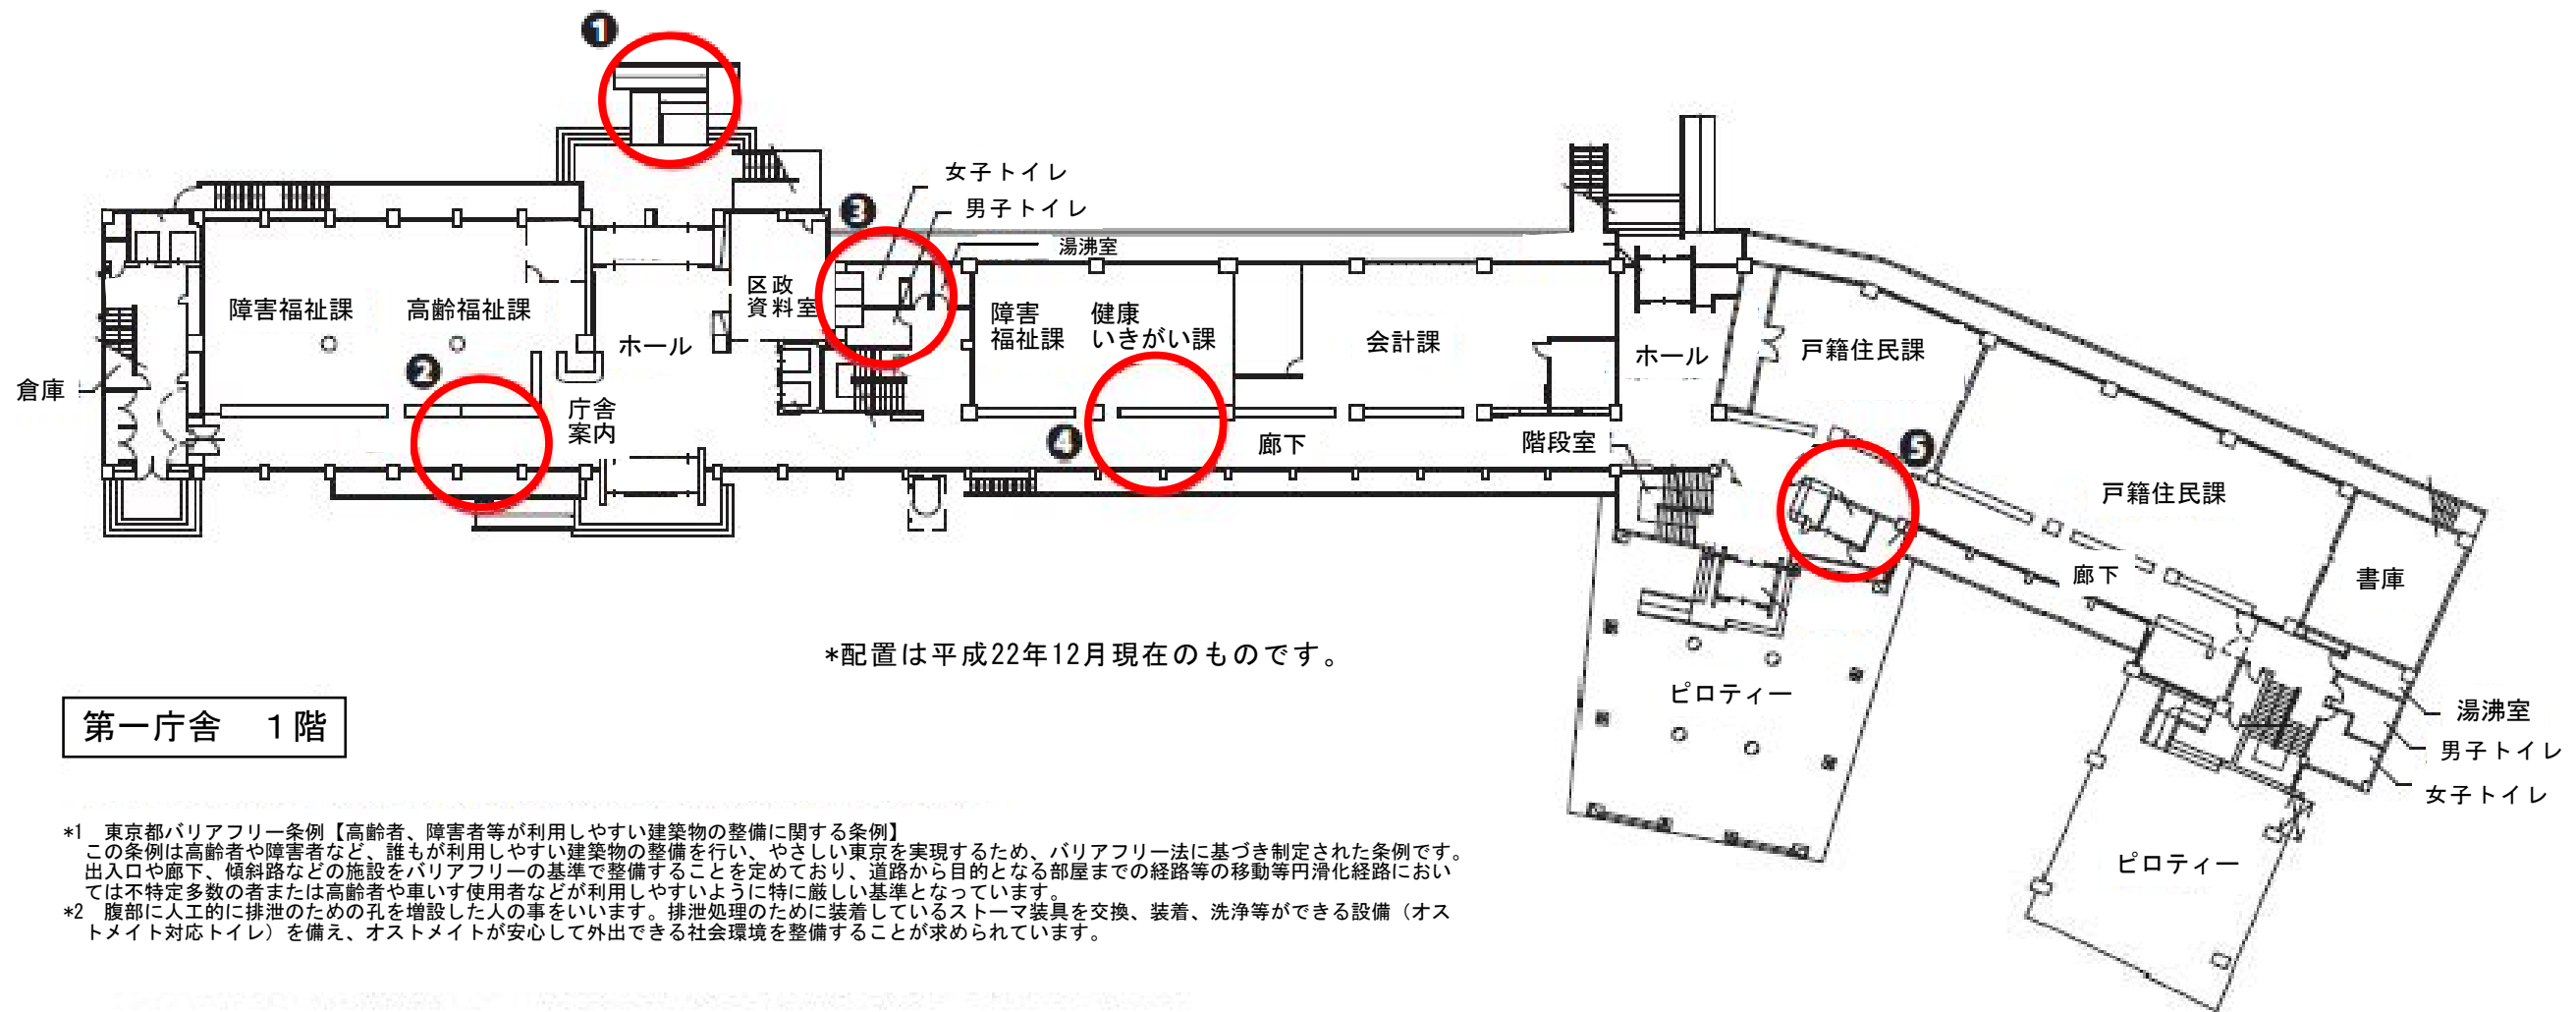 ❶
女子トイレ
男子トイレ
❸
湯沸室
区政
資料室
障害福祉課
高齢福祉課
ホール
障害
福祉課
健康
いきがい課
会計課
ホール
戸籍住民課
倉庫
❷
庁舎
案内
❹
廊下
階段室
❺
戸籍住民課
廊下
書庫
*配置は平成22年12月現在のものです。
ピロティー
湯沸室
男子トイレ
女子トイレ
ピロティー
第一庁舎　1階
*1　東京都バリアフリー条例【高齢者、障害者等が利用しやすい建築物の整備に関する条例】
この条例は高齢者や障害者など、誰もが利用しやすい建築物の整備を行い、やさしい東京を実現するため、バリアフリー法に基づき制定された条例です。
出入口や廊下、傾斜路などの施設をバリアフリーの基準で整備することを定めており、道路から目的となる部屋までの経路等の移動等円滑化経路におい
ては不特定多数の者または高齢者や車いす使用者などが利用しやすいように特に厳しい基準となっています。
*2　腹部に人工的に排泄のための孔を増設した人の事をいいます。排泄処理のために装着しているストーマ装具を交換、装着、洗浄等ができる設備（オス
トメイト対応トイレ）を備え、オストメイトが安心して外出できる社会環境を整備することが求められています。